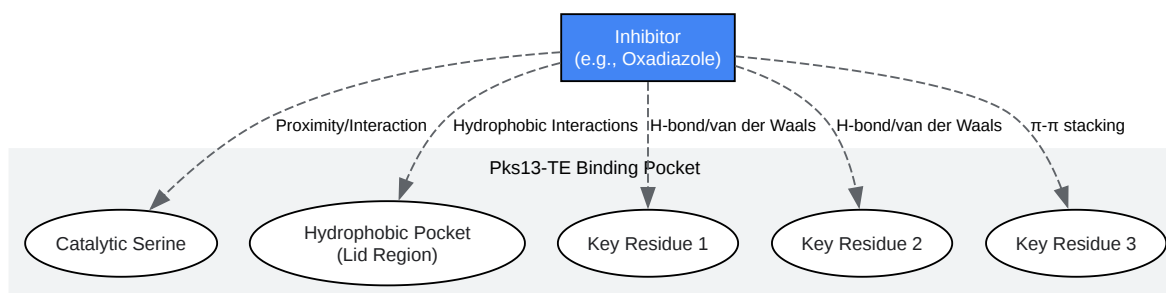 Inhibitor
(e.g., Oxadiazole)
Proximity/Interaction
Hydrophobic Interactions
H-bond/van der Waals
H-bond/van der Waals
π-π stacking
Pks13-TE Binding Pocket
Catalytic Serine
Hydrophobic Pocket
(Lid Region)
Key Residue 1
Key Residue 2
Key Residue 3